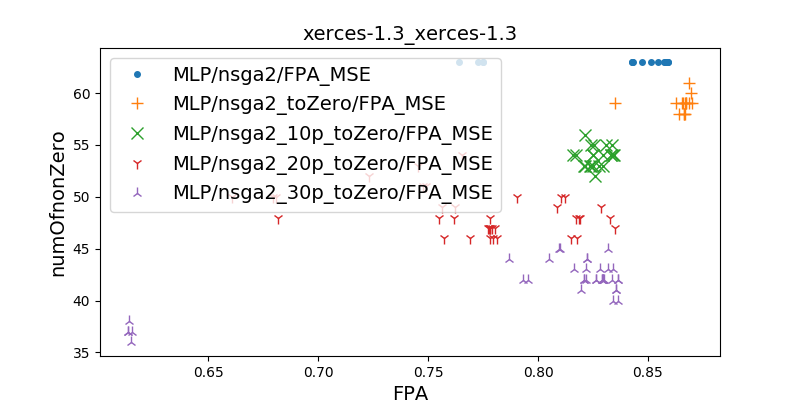 xerces-1.3_xerces-1.3
MLP/nsga2/FPA_MSE
MLP/nsga2_toZero/FPA_MSE
MLP/nsga2_10p_toZero/FPA_MSE
MLP/nsga2_20p_toZero/FPA_MSE
MLP/nsga2_30p_toZero/FPA_MSE
numOfnonZero
60
55
50
45
40
35
0.65 0.70 0.75 0.80 0.85
FPA